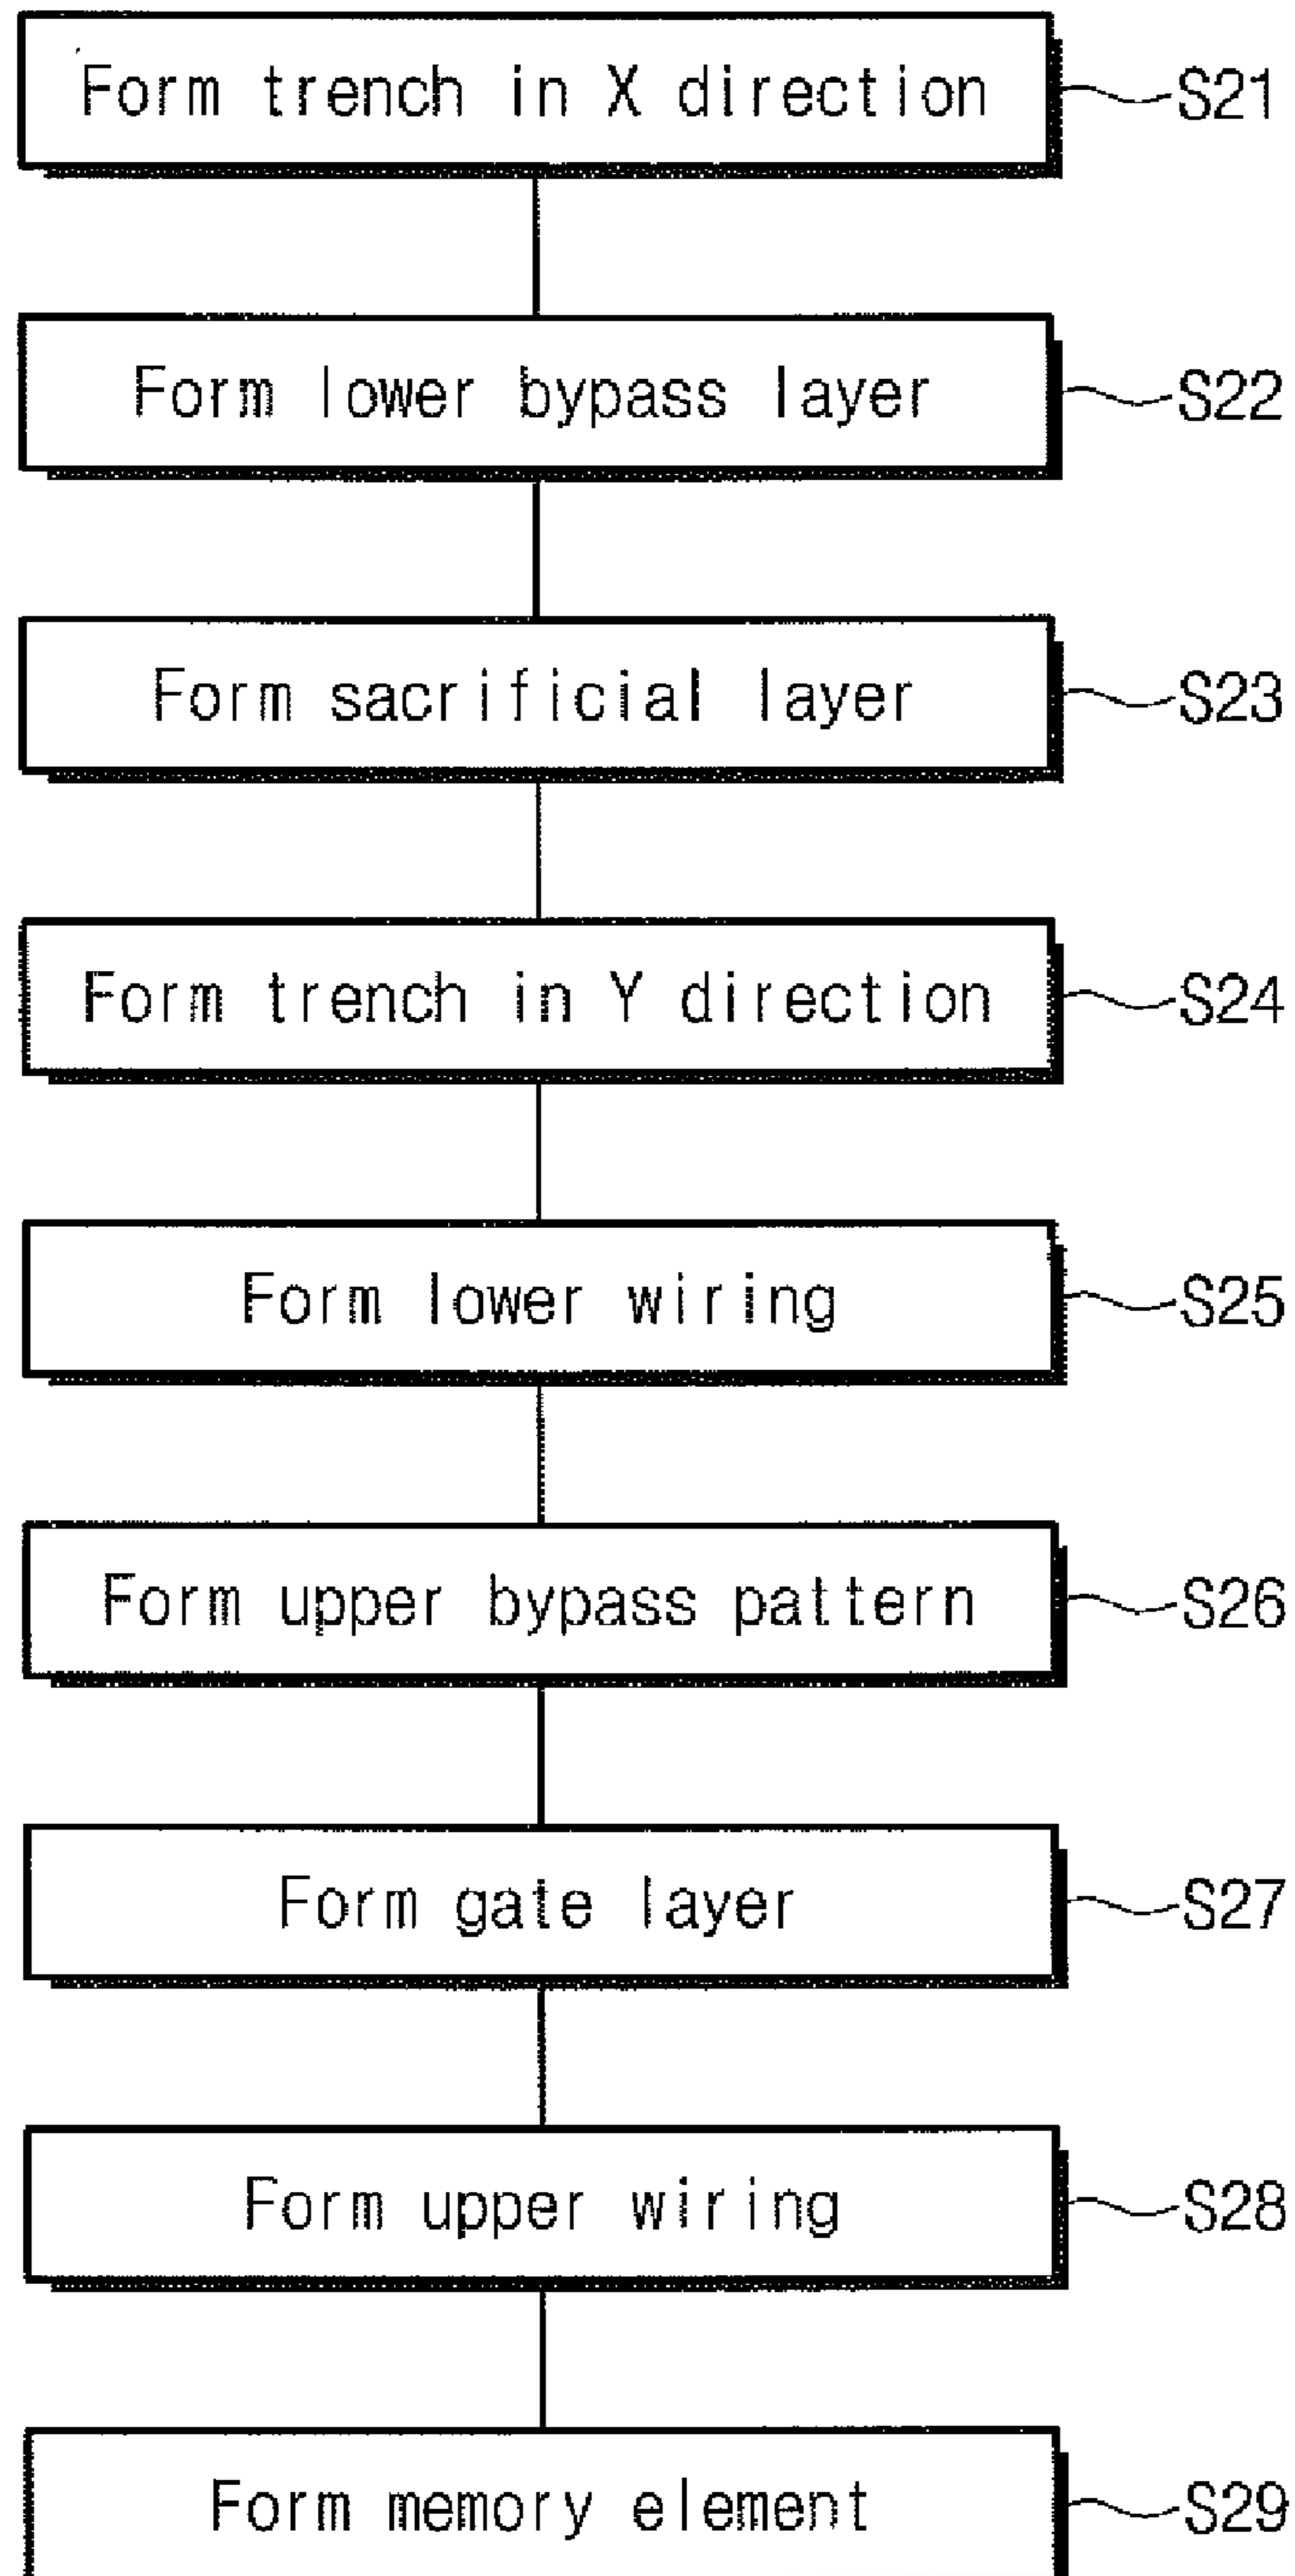 Form trench in X direction S21
Form lower bypass layer S22
Form sacrificial layer S23
Form trench in Y direction S24
Form lower wiring S25
Form upper bypass pattern S26
Form gate layer S27
Form upper wiring S28
Form memory element S29